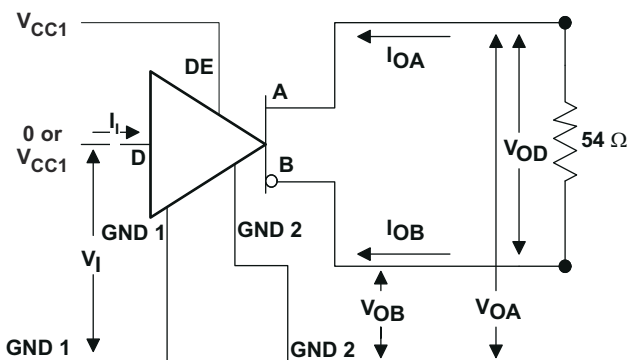 VCC1
DE
IOA
A
0 or
VCC1
II
D
B
VOD
54 Ω
GND 1
GND 2
VI
IOB
VOB
VOA
GND 1
GND 2